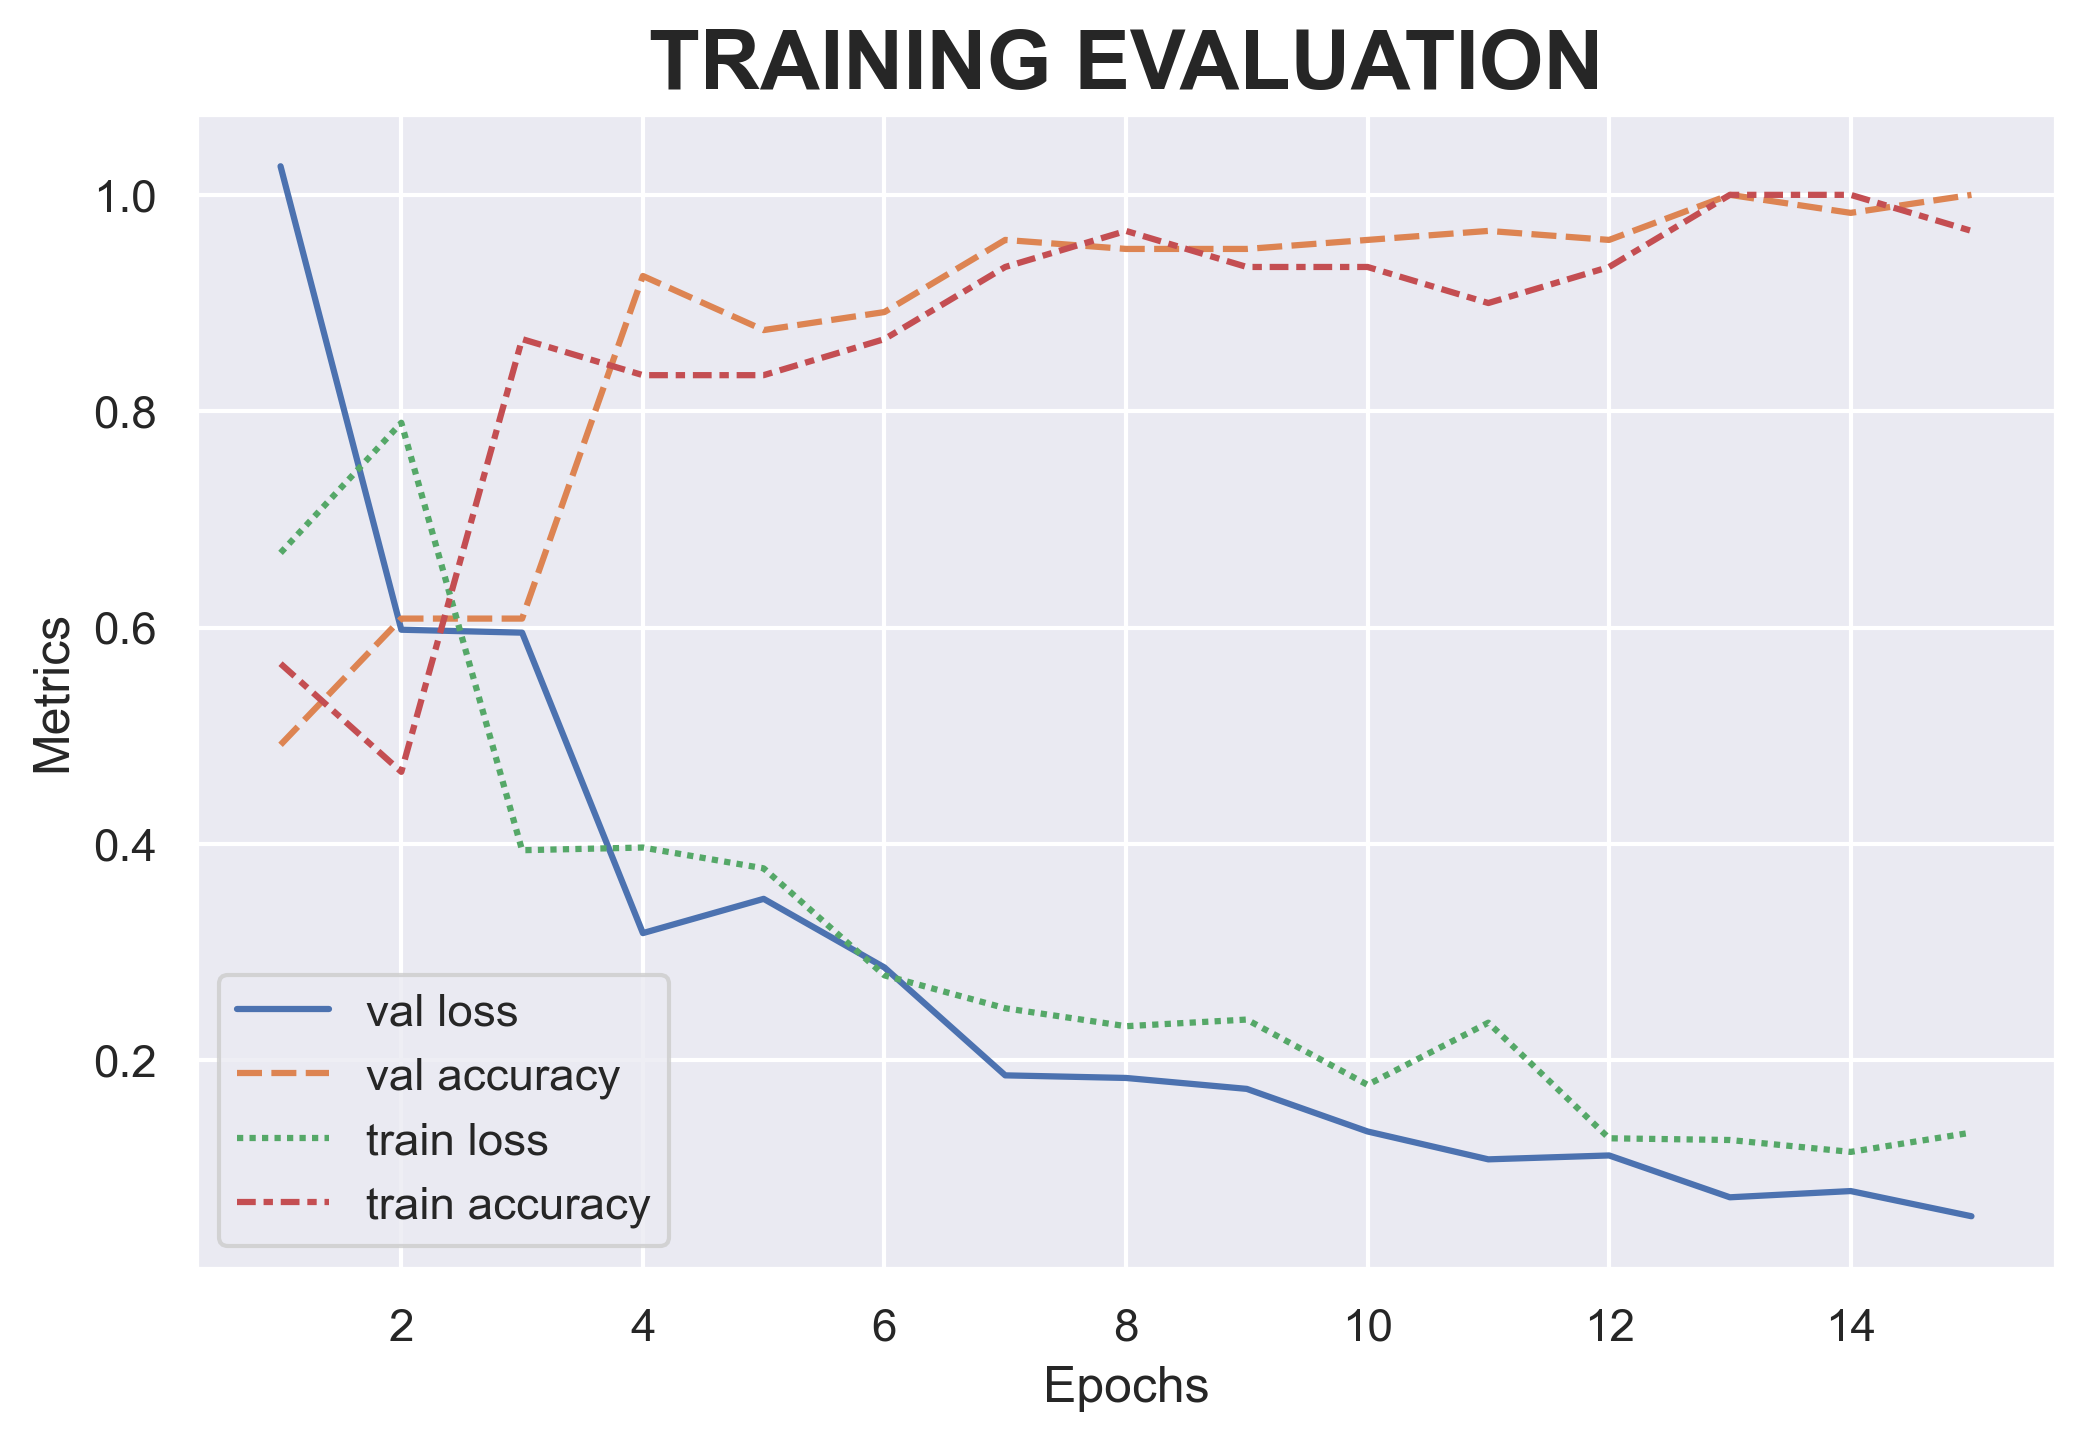 TRAINING EVALUATION
1.0
0.8
0.6
0.4
0.2
Metrics
val loss
val accuracy
train loss
train accuracy
2 4 6 8 10 12 14
Epochs